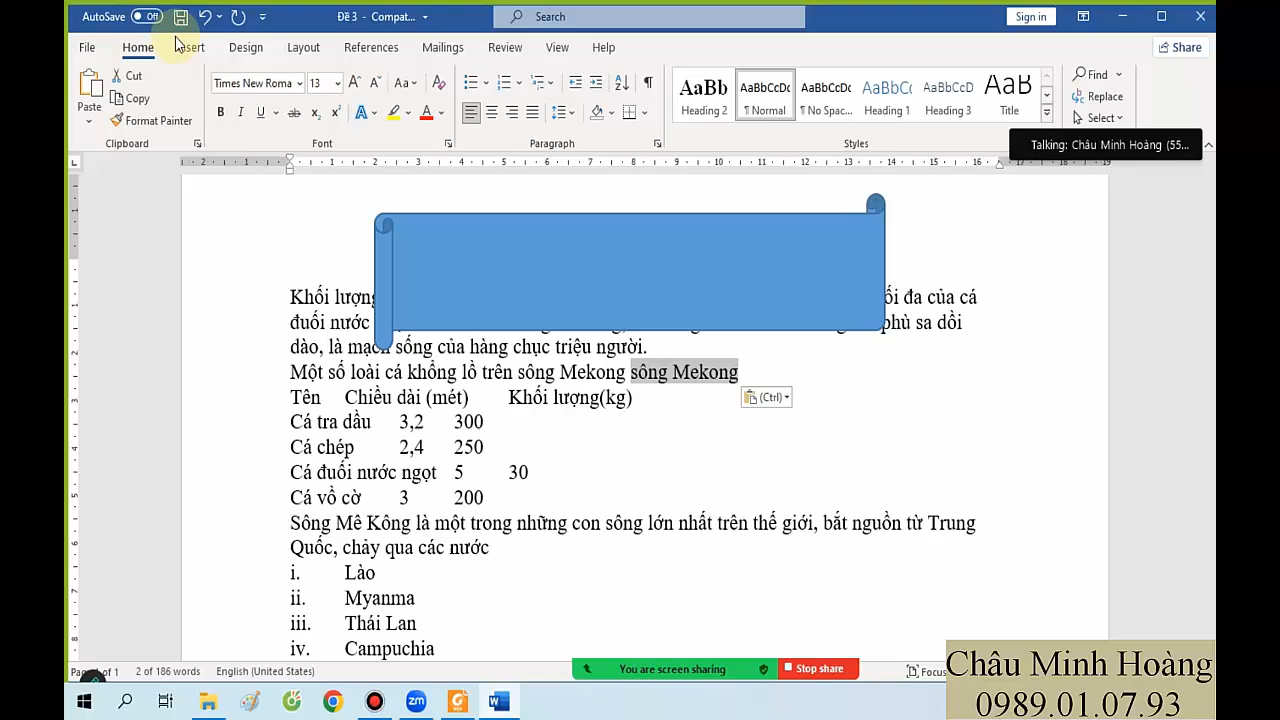 AutoSave Off Đề 3 - Compat... Search Sign in
File Home Insert Design Layout References Mailings Review View Help Share
Paste Cut Copy Format Painter
Times New Roma 13
AaBb AaBbCcDc AaBbCcDc AaBbCc AaBbCcDc AaB
Heading 2 ¶ Normal ¶ No Spac... Heading 1 Heading 3 Title
Find Replace Select
Clipboard Font Paragraph Styles
Talking: Châu Minh Hoàng (55...
Khối lượng đa của cá
đuối nước phù sa dồi
dào, là mạch sống của hàng chục triệu người.
Một số loài cá khổng lồ trên sông Mekong sông Mekong
Tên Chiều dài (mét) Khối lượng(kg)
(Ctrl)
Cá tra dầu 3,2 300
Cá chép 2,4 250
Cá đuối nước ngọt 5 30
Cá vồ cờ 3 200
Sông Mê Kông là một trong những con sông lớn nhất trên thế giới, bắt nguồn từ Trung
Quốc, chảy qua các nước
i. Lào
ii. Myanma
iii. Thái Lan
iv. Campuchia
2 of 186 words English (United States) You are screen sharing Stop share Focus
Châu Minh Hoàng
0989.01.07.93